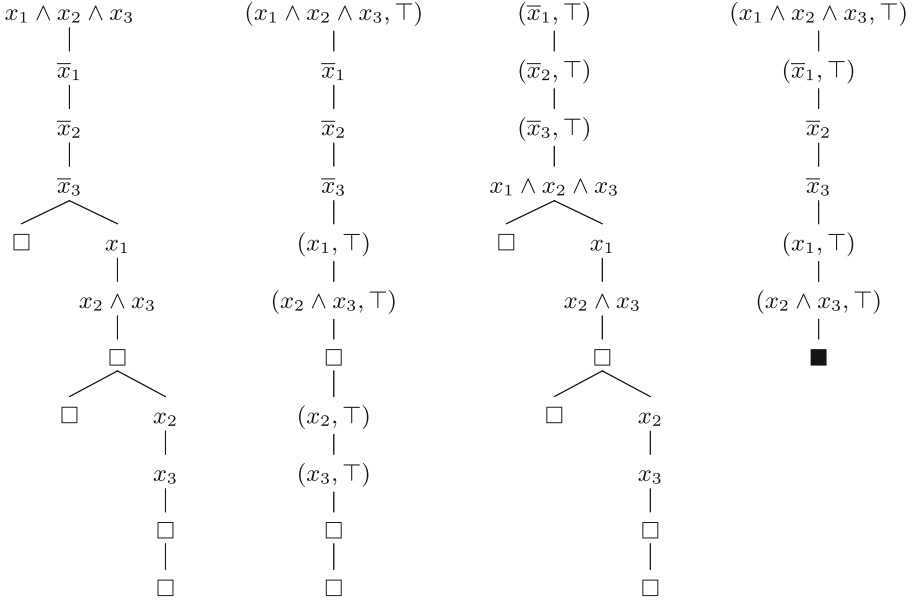 x₁ ∧ x₂ ∧ x₃ (x₁ ∧ x₂ ∧ x₃, ⊤) (x̅₁, ⊤) (x₁ ∧ x₂ ∧ x₃, ⊤)
x̅₁ x̅₁ (x̅₂, ⊤) (x̅₁, ⊤)
x̅₂ x̅₂ (x̅₃, ⊤) x̅₂
x̅₃ x̅₃ x₁ ∧ x₂ ∧ x₃ x̅₃
□ x₁ (x₁, ⊤) □ x₁ (x₁, ⊤)
x₂ ∧ x₃ (x₂ ∧ x₃, ⊤) x₂ ∧ x₃ (x₂ ∧ x₃, ⊤)
□ □ □ ■
□ x₂ (x₂, ⊤) □ x₂
x₃ (x₃, ⊤) x₃
□ □ □
□ □ □